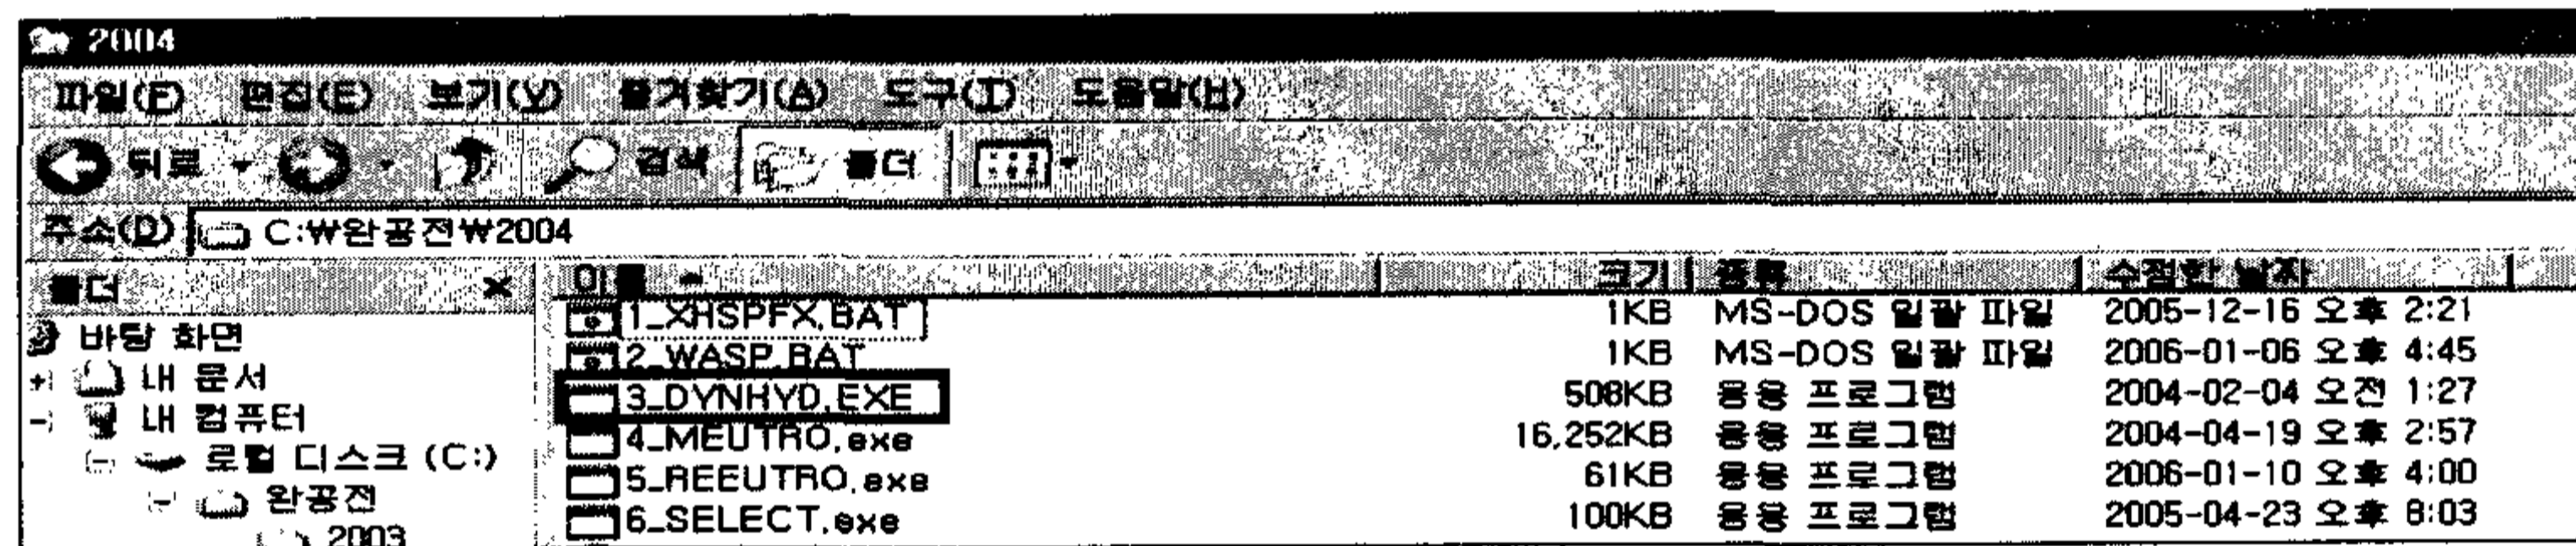 2004
파일(F) 편집(E) 보기(V) 즐겨찾기(A) 도구(T) 도움말(H)
뒤로 검색 폴더
주소(D) C:₩완공전₩2004
폴더 × 이름 크기 종류 수정한 날짜
바탕 화면
내 문서
내 컴퓨터
로컬 디스크 (C:)
완공전
2003
1_XHSPFX.BAT 1KB MS-DOS 일괄 파일 2005-12-16 오후 2:21
2_WASP.BAT 1KB MS-DOS 일괄 파일 2006-01-06 오후 4:45
3_DYNHYD.EXE 508KB 응용 프로그램 2004-02-04 오전 1:27
4_MEUTRO.exe 16,252KB 응용 프로그램 2004-04-19 오후 2:57
5_REEUTRO.exe 61KB 응용 프로그램 2006-01-10 오후 4:00
6_SELECT.exe 100KB 응용 프로그램 2005-04-23 오후 8:03